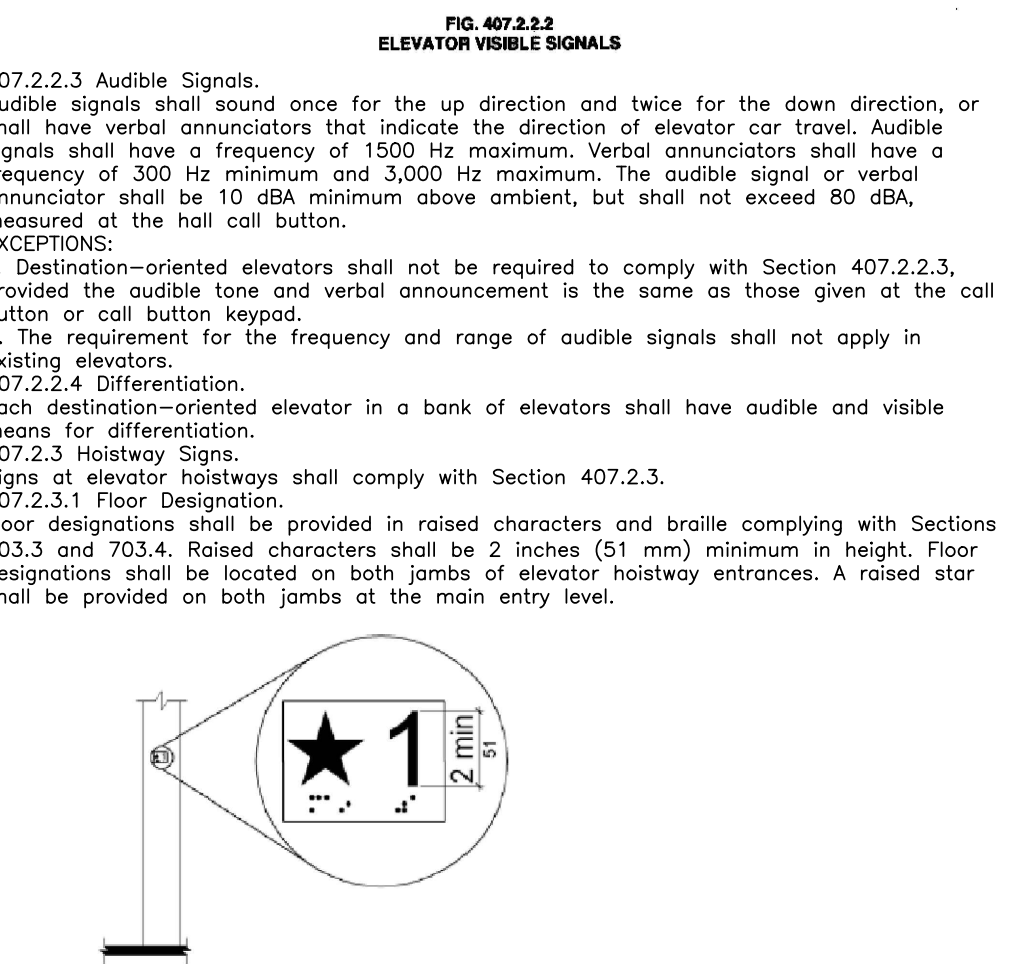 FIG. 407.2.2.2
ELEVATOR VISIBLE SIGNALS
07.2.2.3 Audible Signals.
udible signals shall sound once for the up direction and twice for the down direction, or
hall have verbal annunciators that indicate the direction of elevator car travel. Audible
ignals shall have a frequency of 1500 Hz maximum. Verbal annunciators shall have a
requency of 300 Hz minimum and 3,000 Hz maximum. The audible signal or verbal
nnunciator shall be 10 dBA minimum above ambient, but shall not exceed 80 dBA,
neasured at the hall call button.
XCEPTIONS:
. Destination-oriented elevators shall not be required to comply with Section 407.2.2.3,
rovided the audible tone and verbal announcement is the same as those given at the call
utton or call button keypad.
. The requirement for the frequency and range of audible signals shall not apply in
xisting elevators.
07.2.2.4 Differentiation.
ach destination-oriented elevator in a bank of elevators shall have audible and visible
neans for differentiation.
07.2.3 Hoistway Signs.
igns at elevator hoistways shall comply with Section 407.2.3.
07.2.3.1 Floor Designation.
loor designations shall be provided in raised characters and braille complying with Sections
03.3 and 703.4. Raised characters shall be 2 inches (51 mm) minimum in height. Floor
esignations shall be located on both jambs of elevator hoistway entrances. A raised star
hall be provided on both jambs at the main entry level.
★ 1
2 min
51